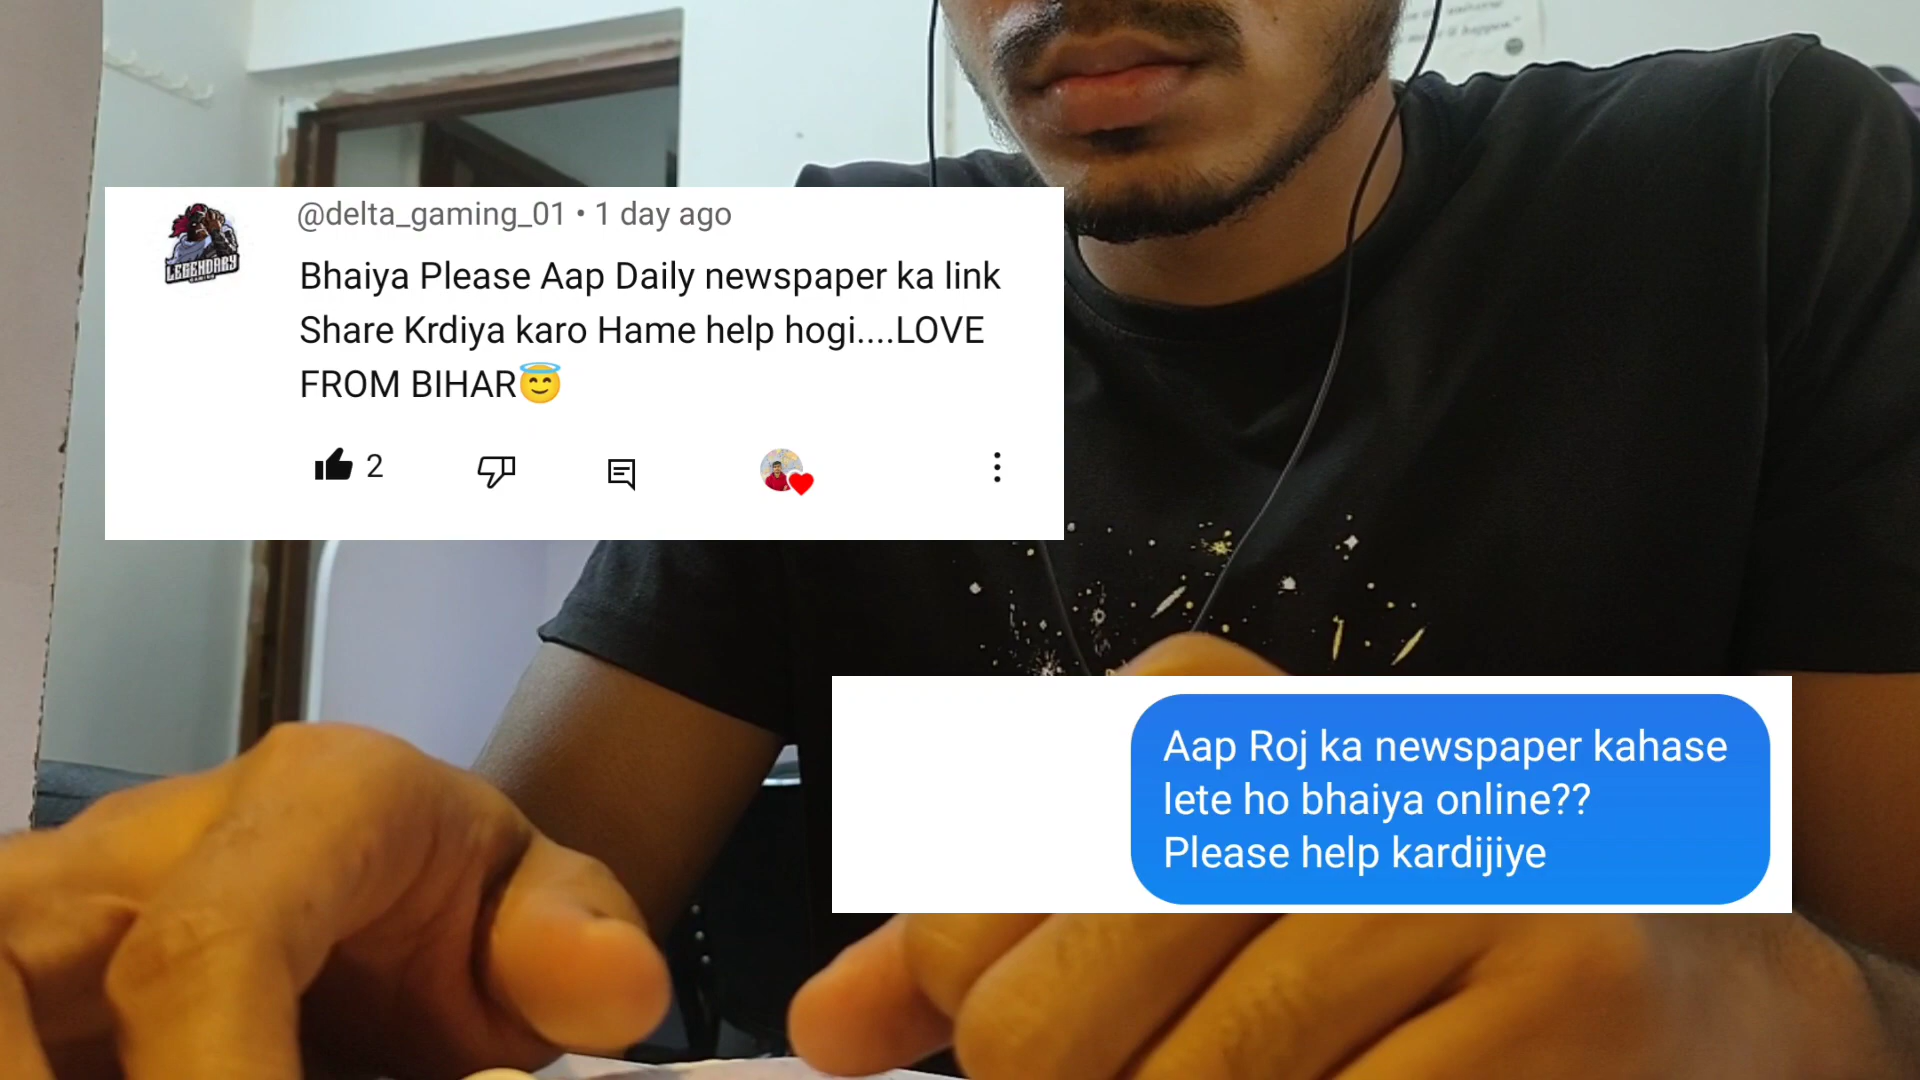 @delta_gaming_01 • 1 day ago
LEGENDARY
Bhaiya Please Aap Daily newspaper ka link
Share Krdiya karo Hame help hogi....LOVE
FROM BIHAR😇
2
Aap Roj ka newspaper kahase
lete ho bhaiya online??
Please help kardijiye